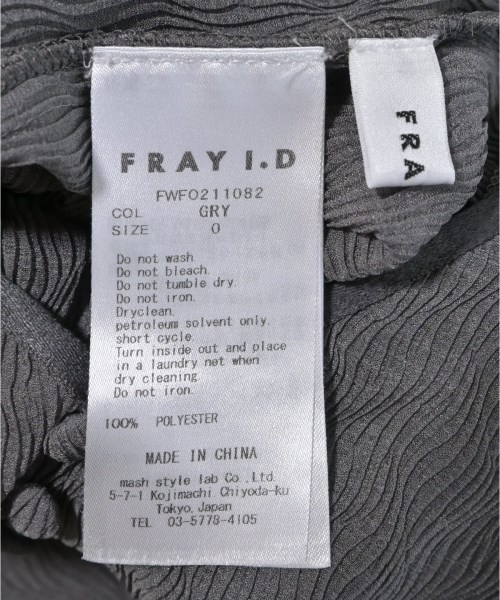 FRAY I.D
FRA
FWFO211082
COL GRY
SIZE 0
Do not wash
Do not bleach.
Do not tumble dry.
Do not iron.
Dryclean.
petroleum solvent only.
short cycle.
Turn inside out and place
in a laundry net when
dry cleaning.
Do not iron.
100% POLYESTER
MADE IN CHINA
mash style lab Co.,Ltd.
5-7-1 Kojimachi Chiyoda-ku
Tokyo, Japan
TEL 03-5778-4105